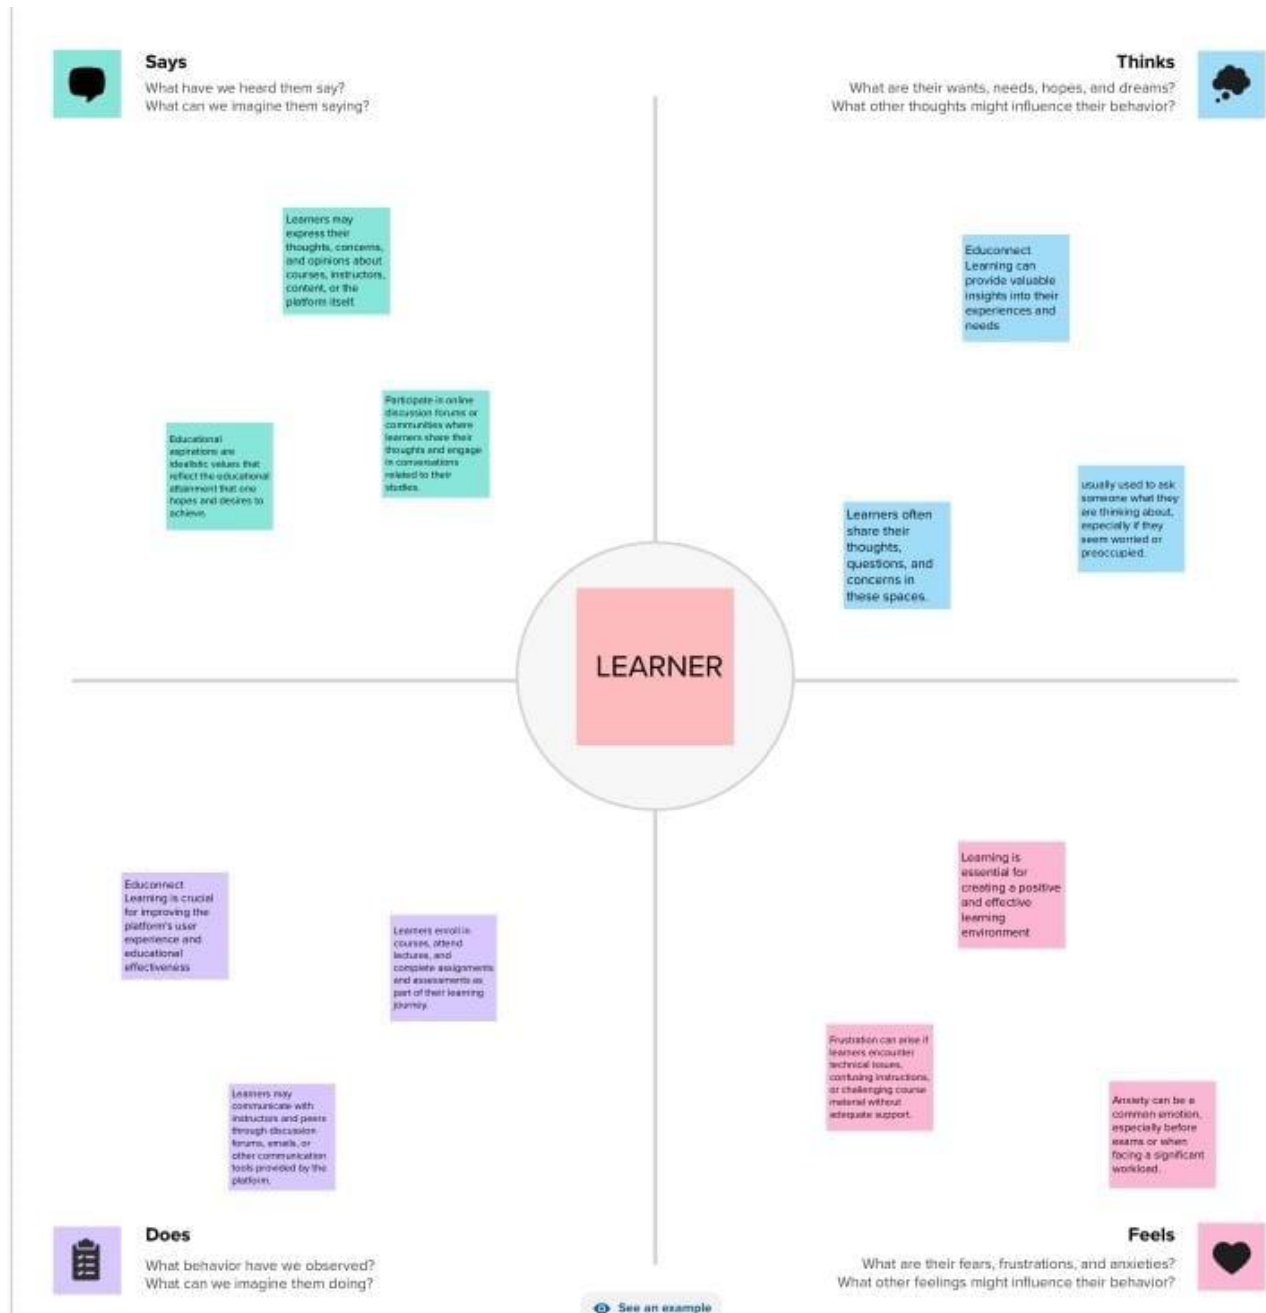 Says
What have we heard them say?
What can we imagine them saying?
Thinks
What are their wants, needs, hopes, and dreams?
What other thoughts might influence their behavior?
Learners may
express their
thoughts, concerns,
and opinions about
courses, instructors,
content, or the
platform itself
Educational
aspirations are
idealistic values that
reflect the educational
attainment that one
hopes and desires to
achieve.
Participate in online
discussion forums or
communities where
learners share their
thoughts and engage
in conversations
related to their
studies.
Educonnect
Learning can
provide valuable
insights into their
experiences and
needs
Learners often
share their
thoughts,
questions, and
concerns in
these spaces.
usually used to ask
someone what they
are thinking about,
especially if they
seem worried or
preoccupied.
LEARNER
Educonnect
Learning is crucial
for improving the
platform's user
experience and
educational
effectiveness
Learners enroll in
courses, attend
lectures, and
complete assignments
and assessments as
part of their learning
journey.
Learners may
communicate with
instructors and peers
through discussion
forums, emails, or
other communication
tools provided by the
platform.
Learning is
essential for
creating a positive
and effective
learning
environment
Frustration can arise if
learners encounter
technical issues,
confusing instructions,
or challenging course
material without
adequate support.
Anxiety can be a
common emotion,
especially before
exams or when
facing a significant
workload.
Does
What behavior have we observed?
What can we imagine them doing?
Feels
What are their fears, frustrations, and anxieties?
What other feelings might influence their behavior?
See an example